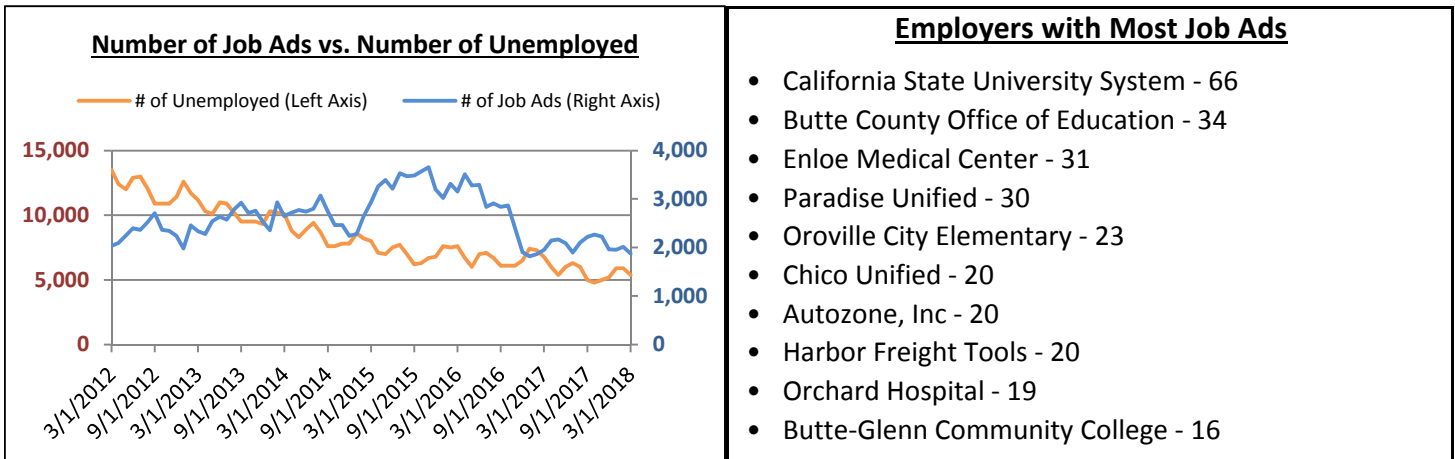 Number of Job Ads vs. Number of Unemployed
# of Unemployed (Left Axis) # of Job Ads (Right Axis)
15,000 4,000
10,000 3,000
2,000
5,000 1,000
0 0
3/1/2012 9/1/2012 3/1/2013 9/1/2013 3/1/2014 9/1/2014 3/1/2015 9/1/2015 3/1/2016 9/1/2016 3/1/2017 9/1/2017 3/1/2018
Employers with Most Job Ads
• California State University System - 66
• Butte County Office of Education - 34
• Enloe Medical Center - 31
• Paradise Unified - 30
• Oroville City Elementary - 23
• Chico Unified - 20
• Autozone, Inc - 20
• Harbor Freight Tools - 20
• Orchard Hospital - 19
• Butte-Glenn Community College - 16